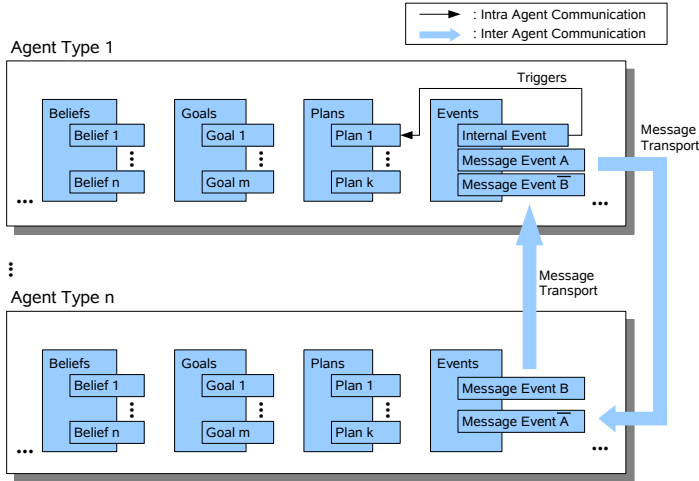 : Intra Agent Communication
: Inter Agent Communication
Agent Type 1
Triggers
Beliefs
Goals
Plans
Events
Belief 1
Goal 1
Plan 1
Internal Event
Message
Transport
Message Event A
Belief n
Goal m
Plan k
Message Event B̅
...
...
Message
Transport
Agent Type n
Beliefs
Goals
Plans
Events
Belief 1
Goal 1
Plan 1
Message Event B
Belief n
Goal m
Plan k
Message Event A̅
...
...